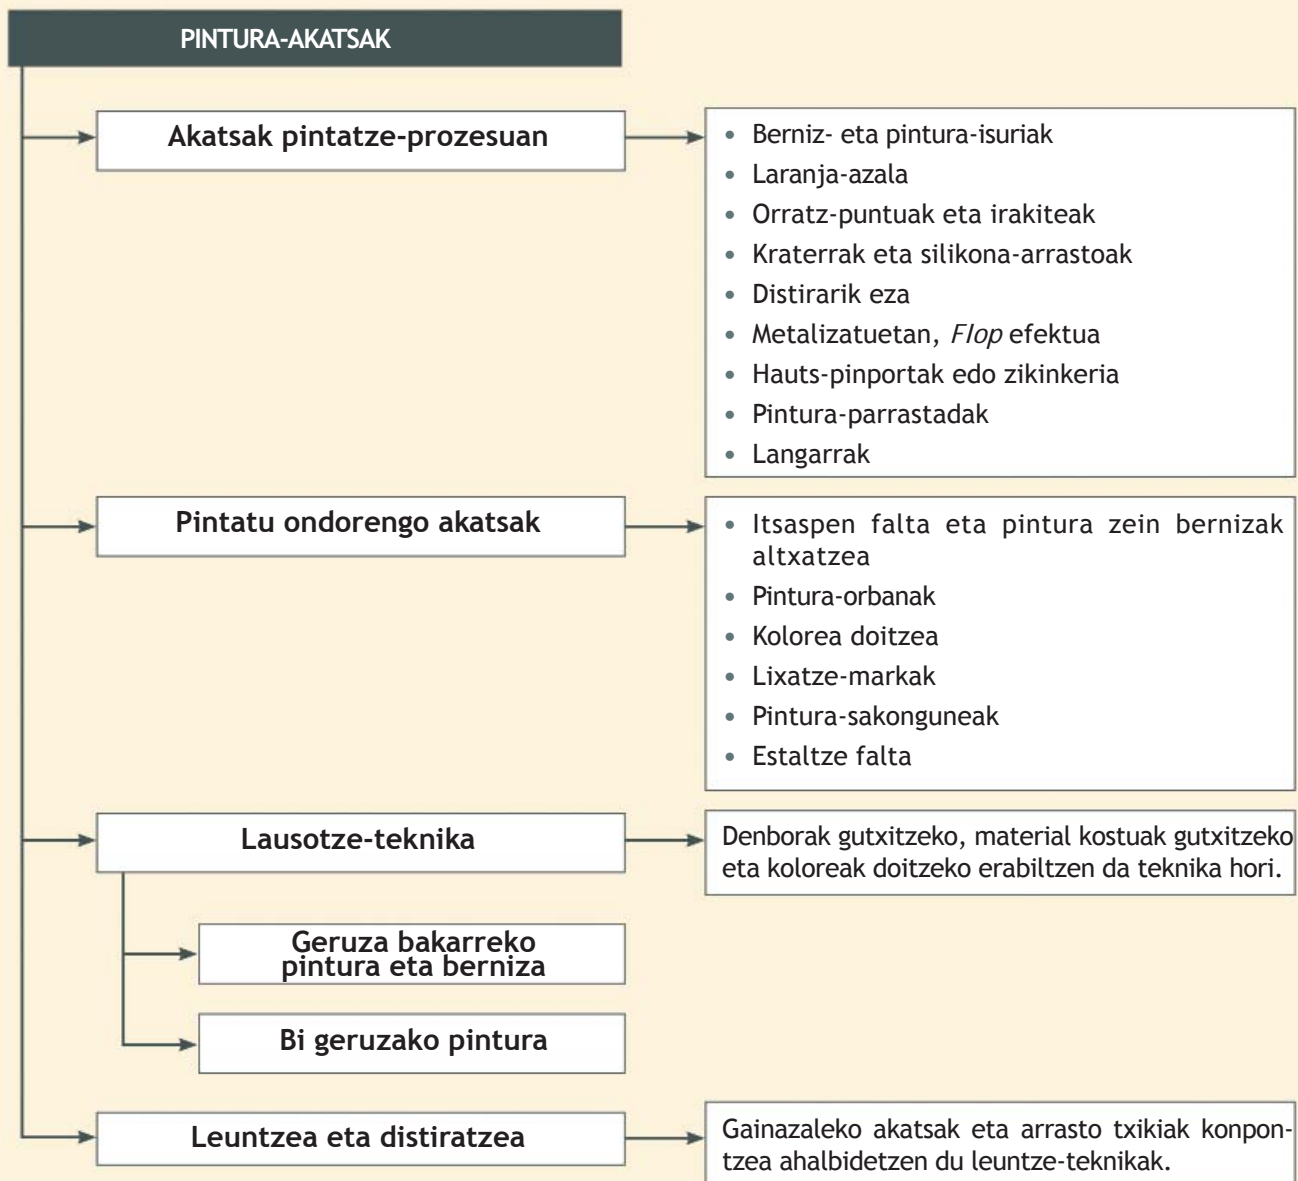 PINTURA-AKATSAK
Akatsak pintatze-prozesuan
• Berniz- eta pintura-isuriak
• Laranja-azala
• Orratz-puntuak eta irakiteak
• Kraterrak eta silikona-arrastoak
• Distirarik eza
• Metalizatuetan, Flop efektua
• Hauts-pinportak edo zikinkeria
• Pintura-parrastadak
• Langarrak
Pintatu ondorengo akatsak
• Itsaspen falta eta pintura zein bernizak
altxatzea
• Pintura-orbanak
• Kolorea doitzea
• Lixatze-markak
• Pintura-sakonguneak
• Estaltze falta
Lausotze-teknika
Denborak gutxitzeko, material kostuak gutxitzeko
eta koloreak doitzeko erabiltzen da teknika hori.
Geruza bakarreko
pintura eta berniza
Bi geruzako pintura
Leuntzea eta distiratzea
Gainazaleko akatsak eta arrasto txikiak konpon-
tzea ahalbidetzen du leuntze-teknikak.